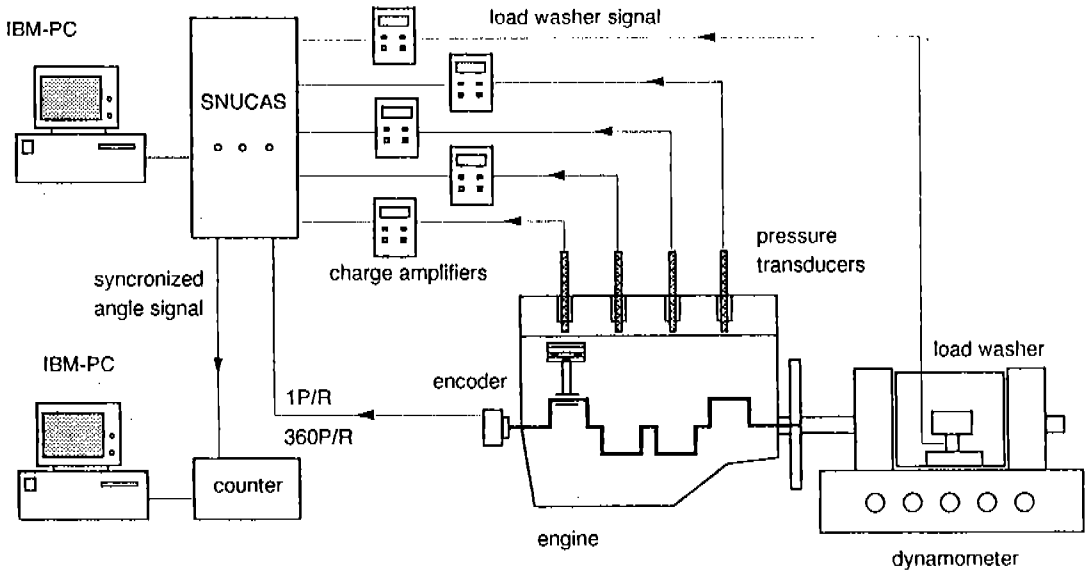 IBM-PC
load washer signal
SNUCAS
charge amplifiers
pressure
transducers
syncronized
angle signal
IBM-PC
encoder
1P/R
360P/R
load washer
counter
engine
dynamometer